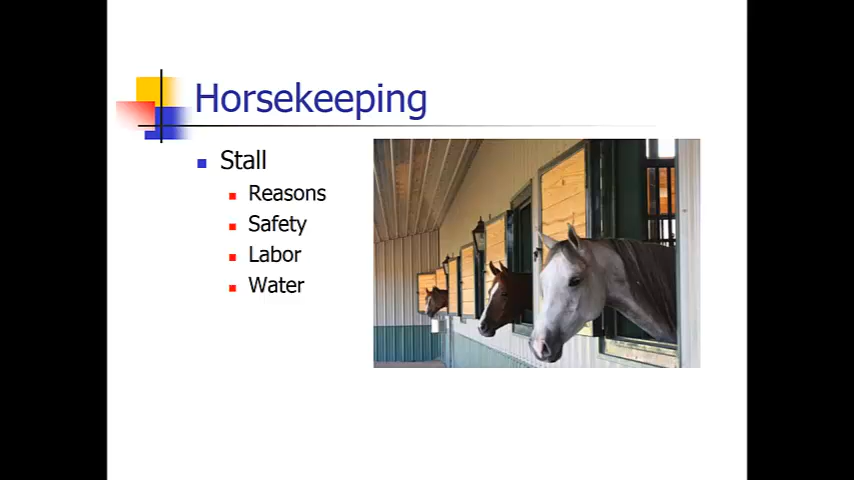 Horsekeeping
Stall
Reasons
Safety
Labor
Water